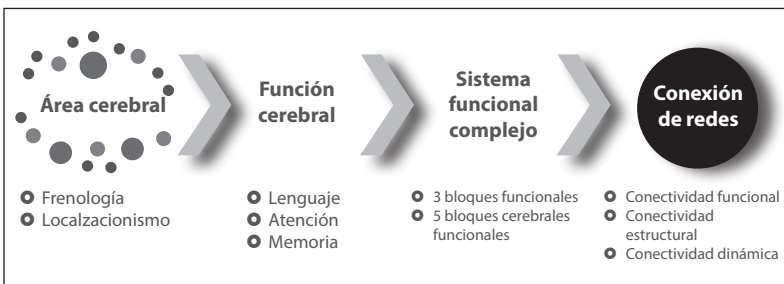 Área cerebral
Frenología
Localzacionismo
Función
cerebral
Lenguaje
Atención
Memoria
Sistema
funcional
complejo
3 bloques funcionales
5 bloques cerebrales
funcionales
Conexión
de redes
Conectividad funcional
Conectividad
estructural
Conectividad dinámica